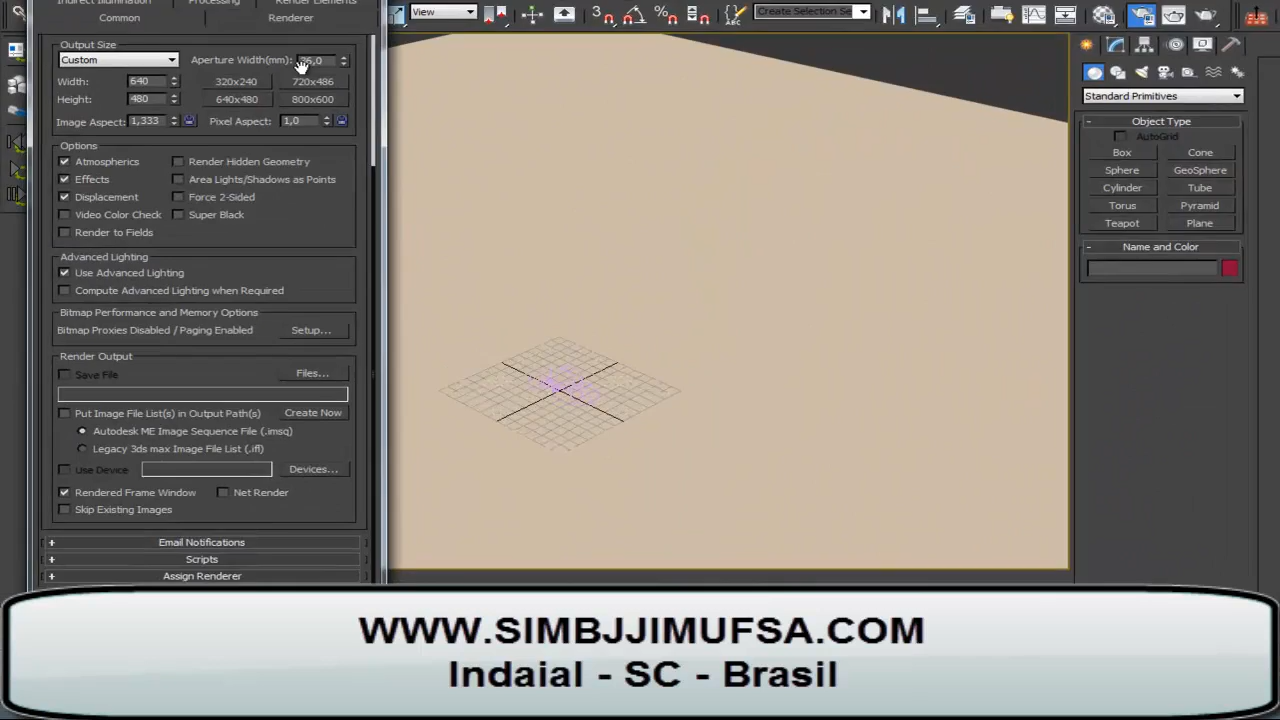 Indirect Illumination Processing Render Elements
Common Renderer
View
Create Selection Se
Output Size
Custom Aperture Width(mm):
Width: 640 320x240 720x486
Height: 480 640x480 800x600
Image Aspect: 1,333 Pixel Aspect: 1,0
Options
Atmospherics Render Hidden Geometry
Effects Area Lights/Shadows as Points
Displacement Force 2-Sided
Video Color Check Super Black
Render to Fields
Advanced Lighting
Use Advanced Lighting
Compute Advanced Lighting when Required
Bitmap Performance and Memory Options
Bitmap Proxies Disabled / Paging Enabled Setup...
Render Output
Save File Files...
Put Image File List(s) in Output Path(s) Create Now
Autodesk ME Image Sequence File (.imsq)
Legacy 3ds max Image File List (.ifl)
Use Device Devices...
Rendered Frame Window Net Render
Skip Existing Images
+ Email Notifications
+ Scripts
+ Assign Renderer
Standard Primitives
- Object Type
AutoGrid
Box Cone
Sphere GeoSphere
Cylinder Tube
Torus Pyramid
Teapot Plane
- Name and Color
WWW.SIMBJJIMUFSA.COM
Indaial - SC - Brasil